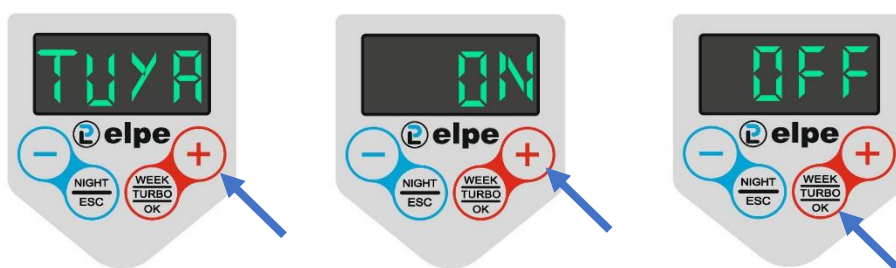 TUYA
elpe
− +
NIGHT
ESC
WEEK
TURBO
OK
ON
elpe
− +
NIGHT
ESC
WEEK
TURBO
OK
OFF
elpe
− +
NIGHT
ESC
WEEK
TURBO
OK